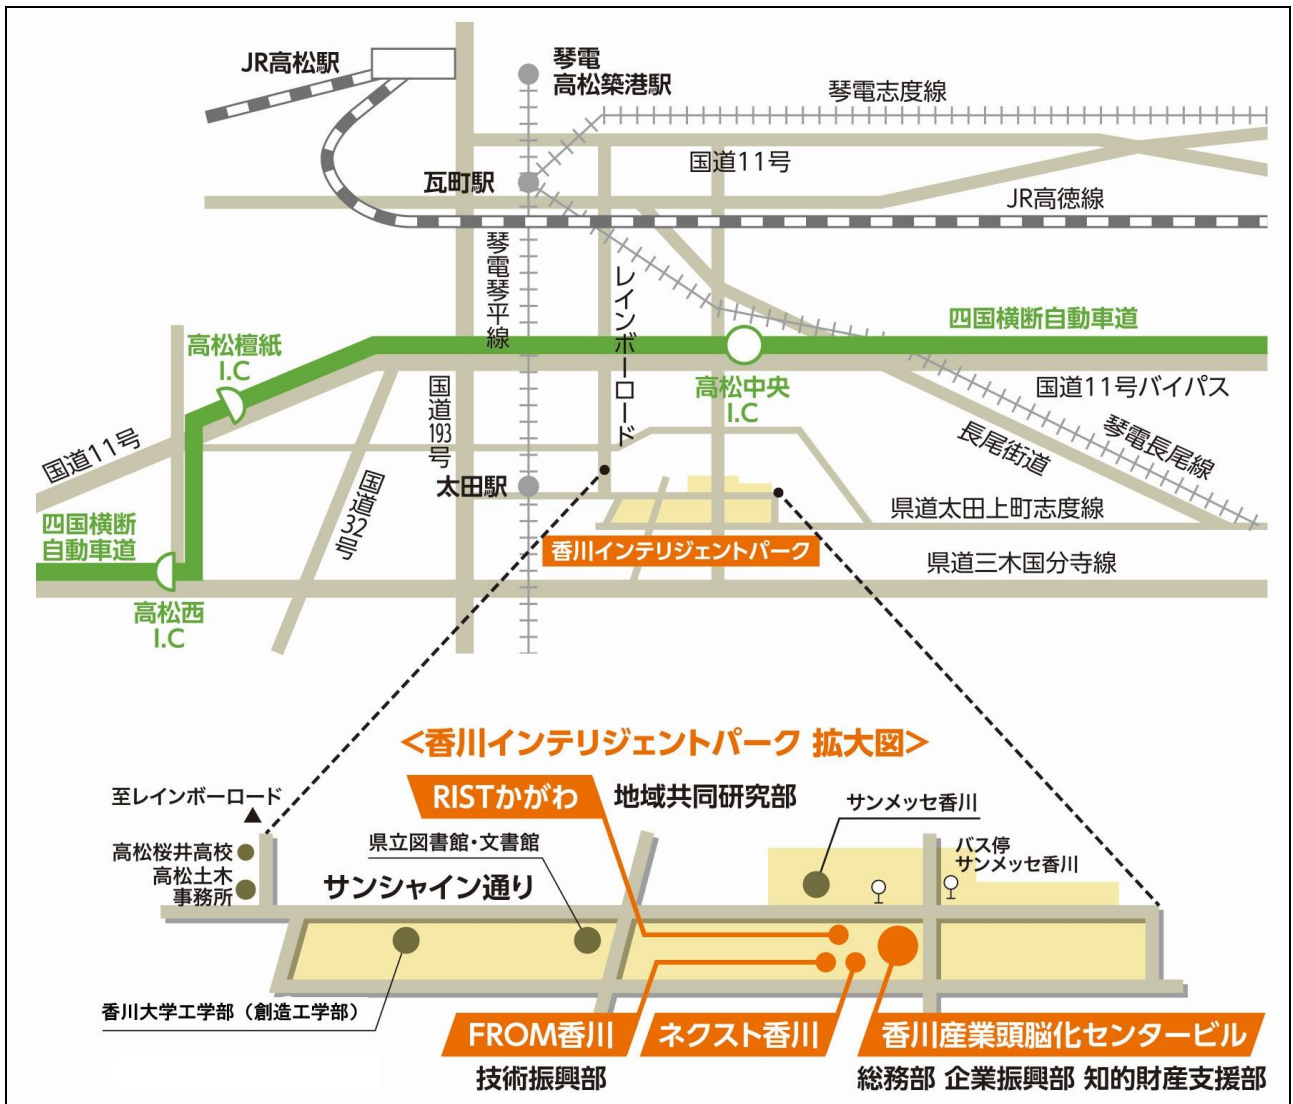 JR高松駅
琴電
高松築港駅
琴電志度線
国道11号
瓦町駅
JR高徳線
琴電琴平線
レインボーロード
四国横断自動車道
高松檀紙
I.C
高松中央
I.C
国道11号バイパス
国道193号
国道11号
長尾街道
琴電長尾線
国道32号
太田駅
県道太田上町志度線
四国横断
自動車道
香川インテリジェントパーク
県道三木国分寺線
高松西
I.C
<香川インテリジェントパーク 拡大図>
RISTかがわ
地域共同研究部
サンメッセ香川
至レインボーロード
県立図書館・文書館
バス停
サンメッセ香川
高松桜井高校
高松土木
事務所
サンシャイン通り
香川大学工学部（創造工学部）
FROM香川
技術振興部
ネクスト香川
香川産業頭脳化センタービル
総務部 企業振興部 知的財産支援部